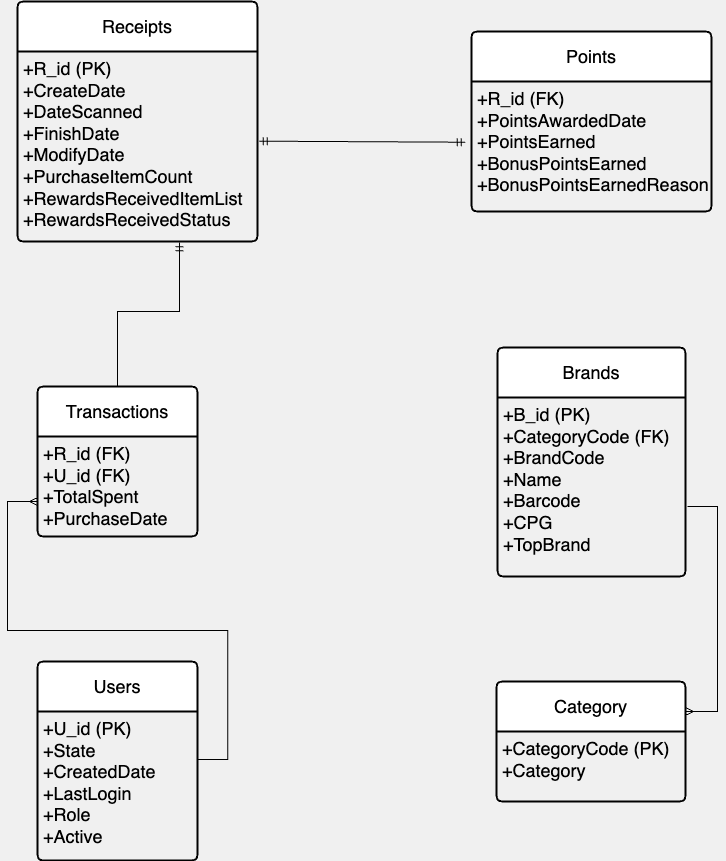 Receipts
+R_id (PK)
+CreateDate
+DateScanned
+FinishDate
+ModifyDate
+PurchaseItemCount
+RewardsReceivedItemList
+RewardsReceivedStatus
Points
+R_id (FK)
+PointsAwardedDate
+PointsEarned
+BonusPointsEarned
+BonusPointsEarnedReason
Transactions
+R_id (FK)
+U_id (FK)
+TotalSpent
+PurchaseDate
Brands
+B_id (PK)
+CategoryCode (FK)
+BrandCode
+Name
+Barcode
+CPG
+TopBrand
Users
+U_id (PK)
+State
+CreatedDate
+LastLogin
+Role
+Active
Category
+CategoryCode (PK)
+Category